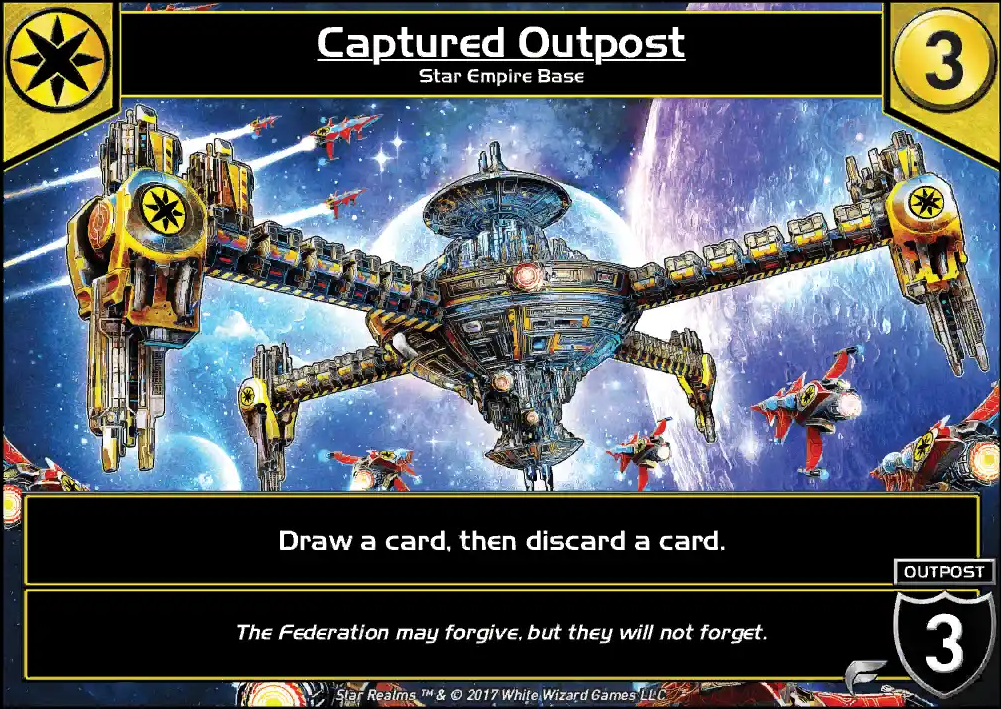 Captured Outpost
3
Star Empire Base
Draw a card, then discard a card.
OUTPOST
The Federation may forgive, but they will not forget.
3
Star Realms ™ & © 2017 White Wizard Games LLC